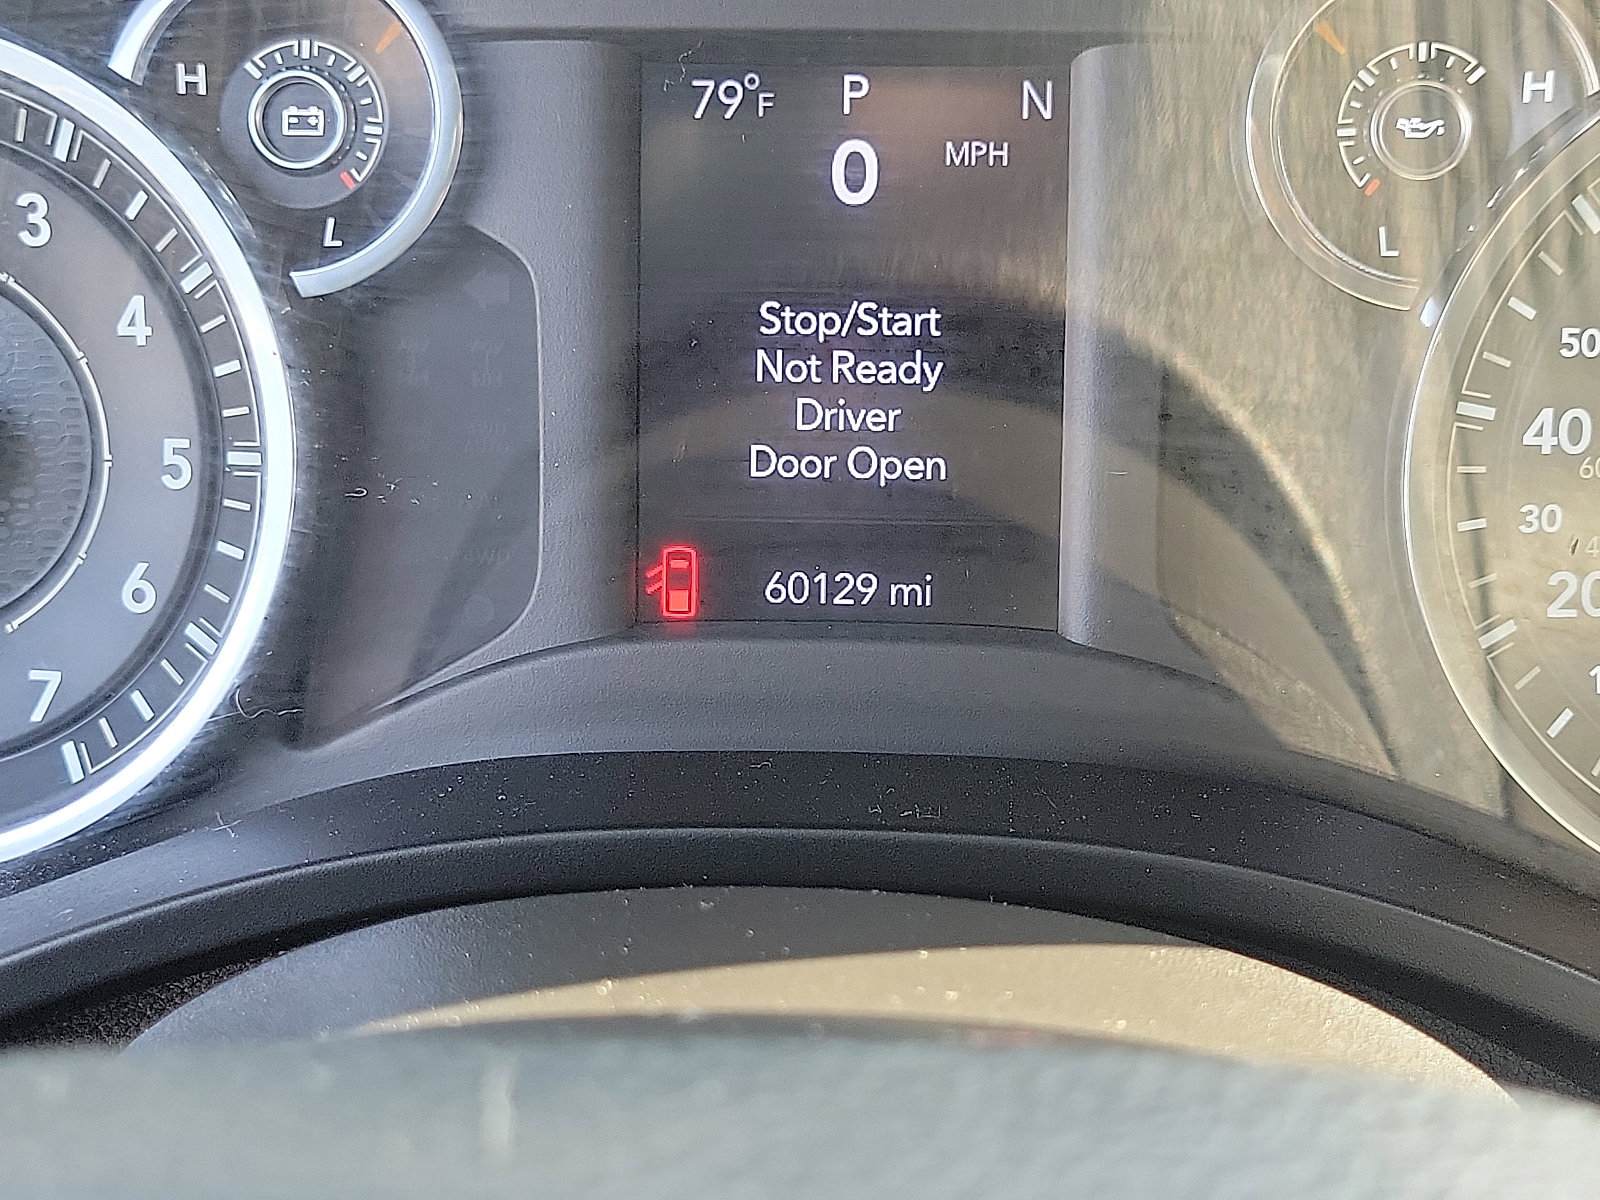 79°F P N
0 MPH
Stop/Start
Not Ready
Driver
Door Open
60129 mi
H
L
H
L
3
4
5
6
7
50
40
30
20